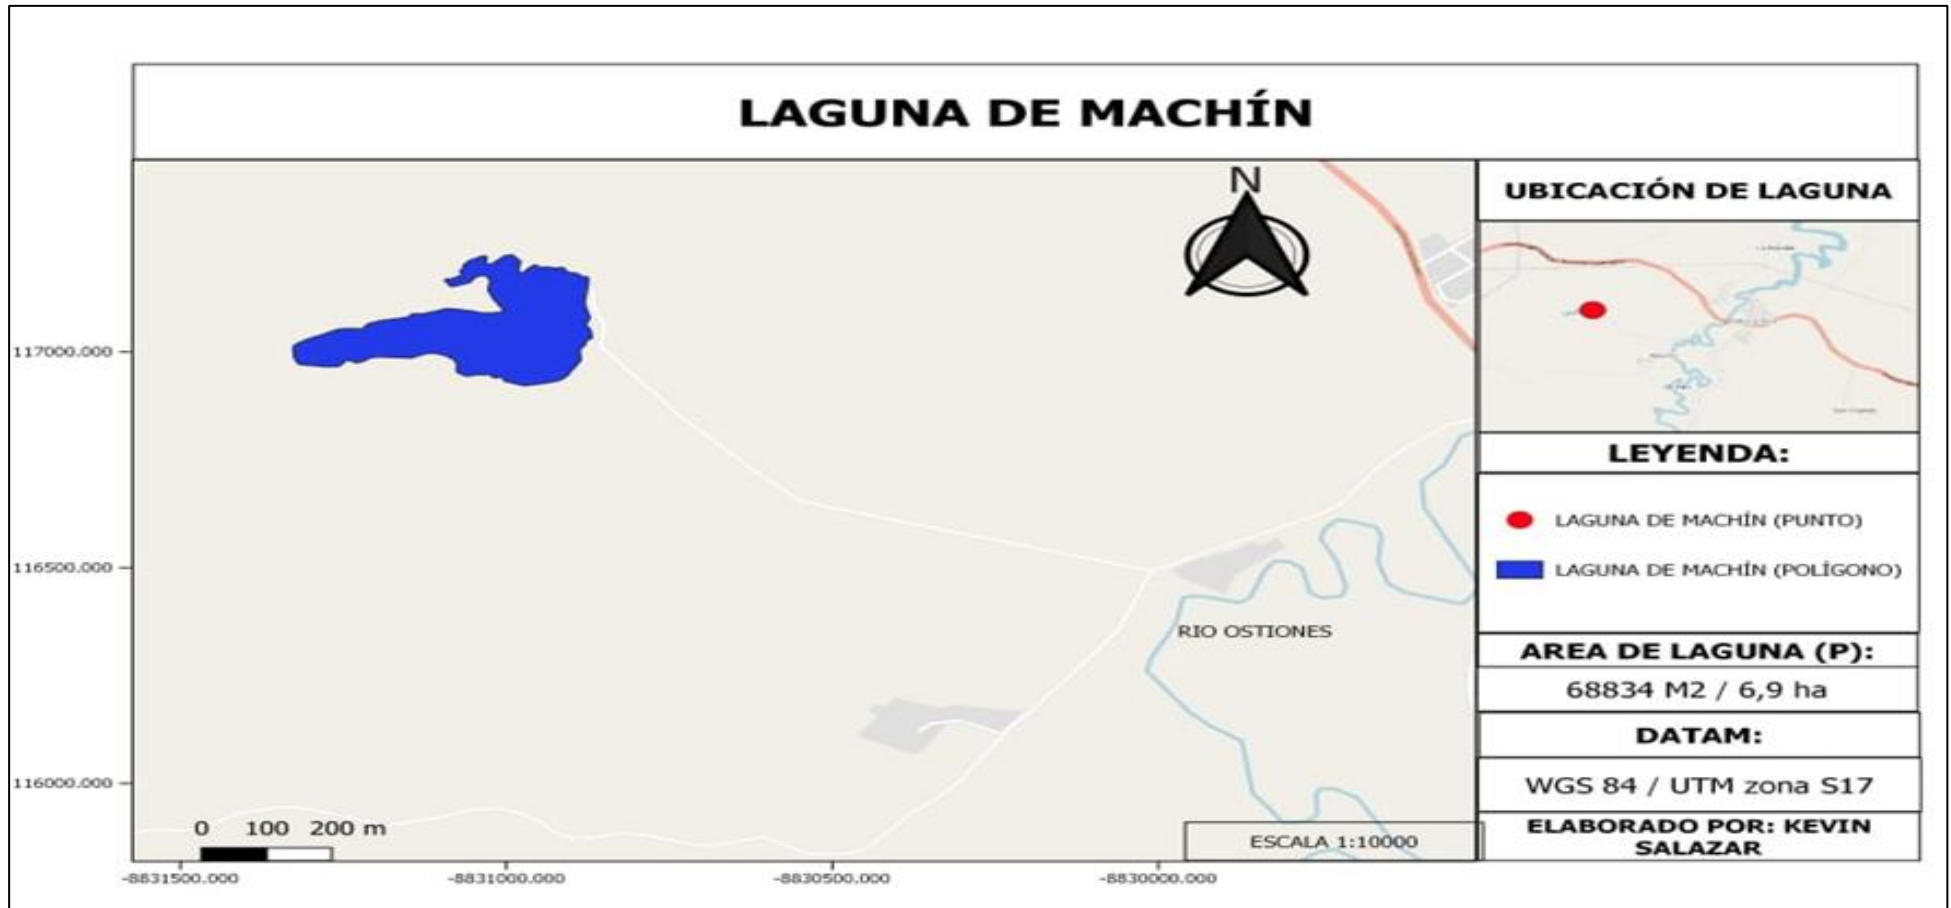 LAGUNA DE MACHÍN
N
117000.000
116500.000
116000.000
RIO OSTIONES
0 100 200 m
ESCALA 1:10000
-8831500.000
-8831000.000
-8830500.000
-8830000.000
UBICACIÓN DE LAGUNA
LEYENDA:
LAGUNA DE MACHÍN (PUNTO)
LAGUNA DE MACHÍN (POLÍGONO)
AREA DE LAGUNA (P):
68834 M2 / 6,9 ha
DATAM:
WGS 84 / UTM zona S17
ELABORADO POR: KEVIN
SALAZAR